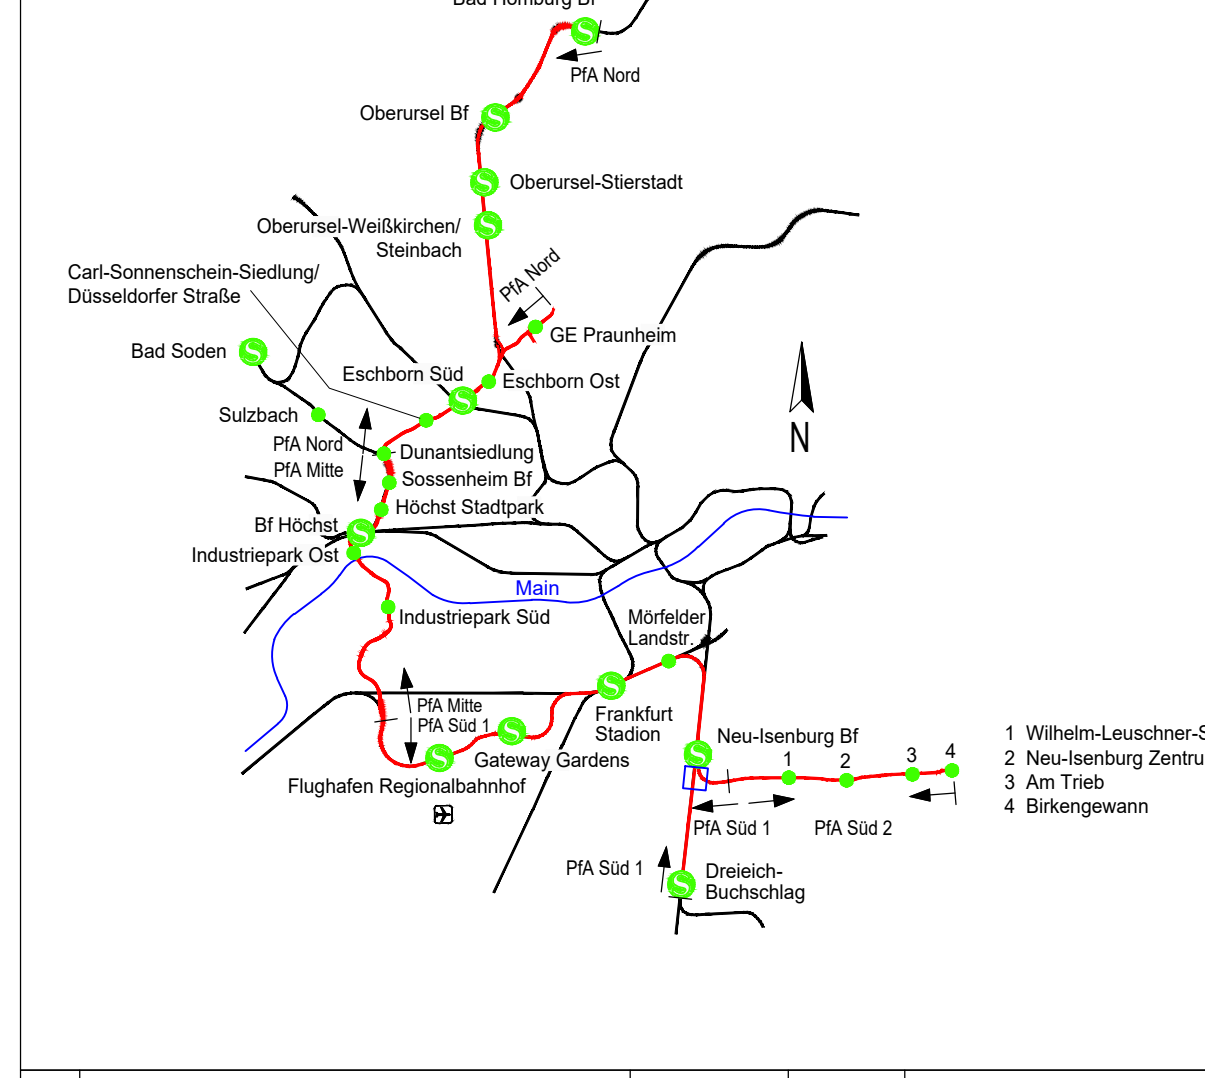 PfA Nord
Oberursel Bf
Oberursel-Stierstadt
Oberursel-Weißkirchen/
Steinbach
PfA Nord
Carl-Sonnenschein-Siedlung/
Düsseldorfer Straße
GE Praunheim
Bad Soden
Eschborn Süd
Eschborn Ost
Sulzbach
PfA Nord
PfA Mitte
Dunantsiedlung
Sossenheim Bf
Höchst Stadtpark
N
Bf Höchst
Industriepark Ost
Main
Industriepark Süd
Mörfelder
Landstr.
PfA Mitte
PfA Süd 1
Frankfurt
Stadion
Gateway Gardens
Flughafen Regionalbahnhof
Neu-Isenburg Bf
1
2
3
4
1 Wilhelm-Leuschner-S
2 Neu-Isenburg Zentru
3 Am Trieb
4 Birkengewann
PfA Süd 1
PfA Süd 2
PfA Süd 1
Dreieich-
Buchschlag